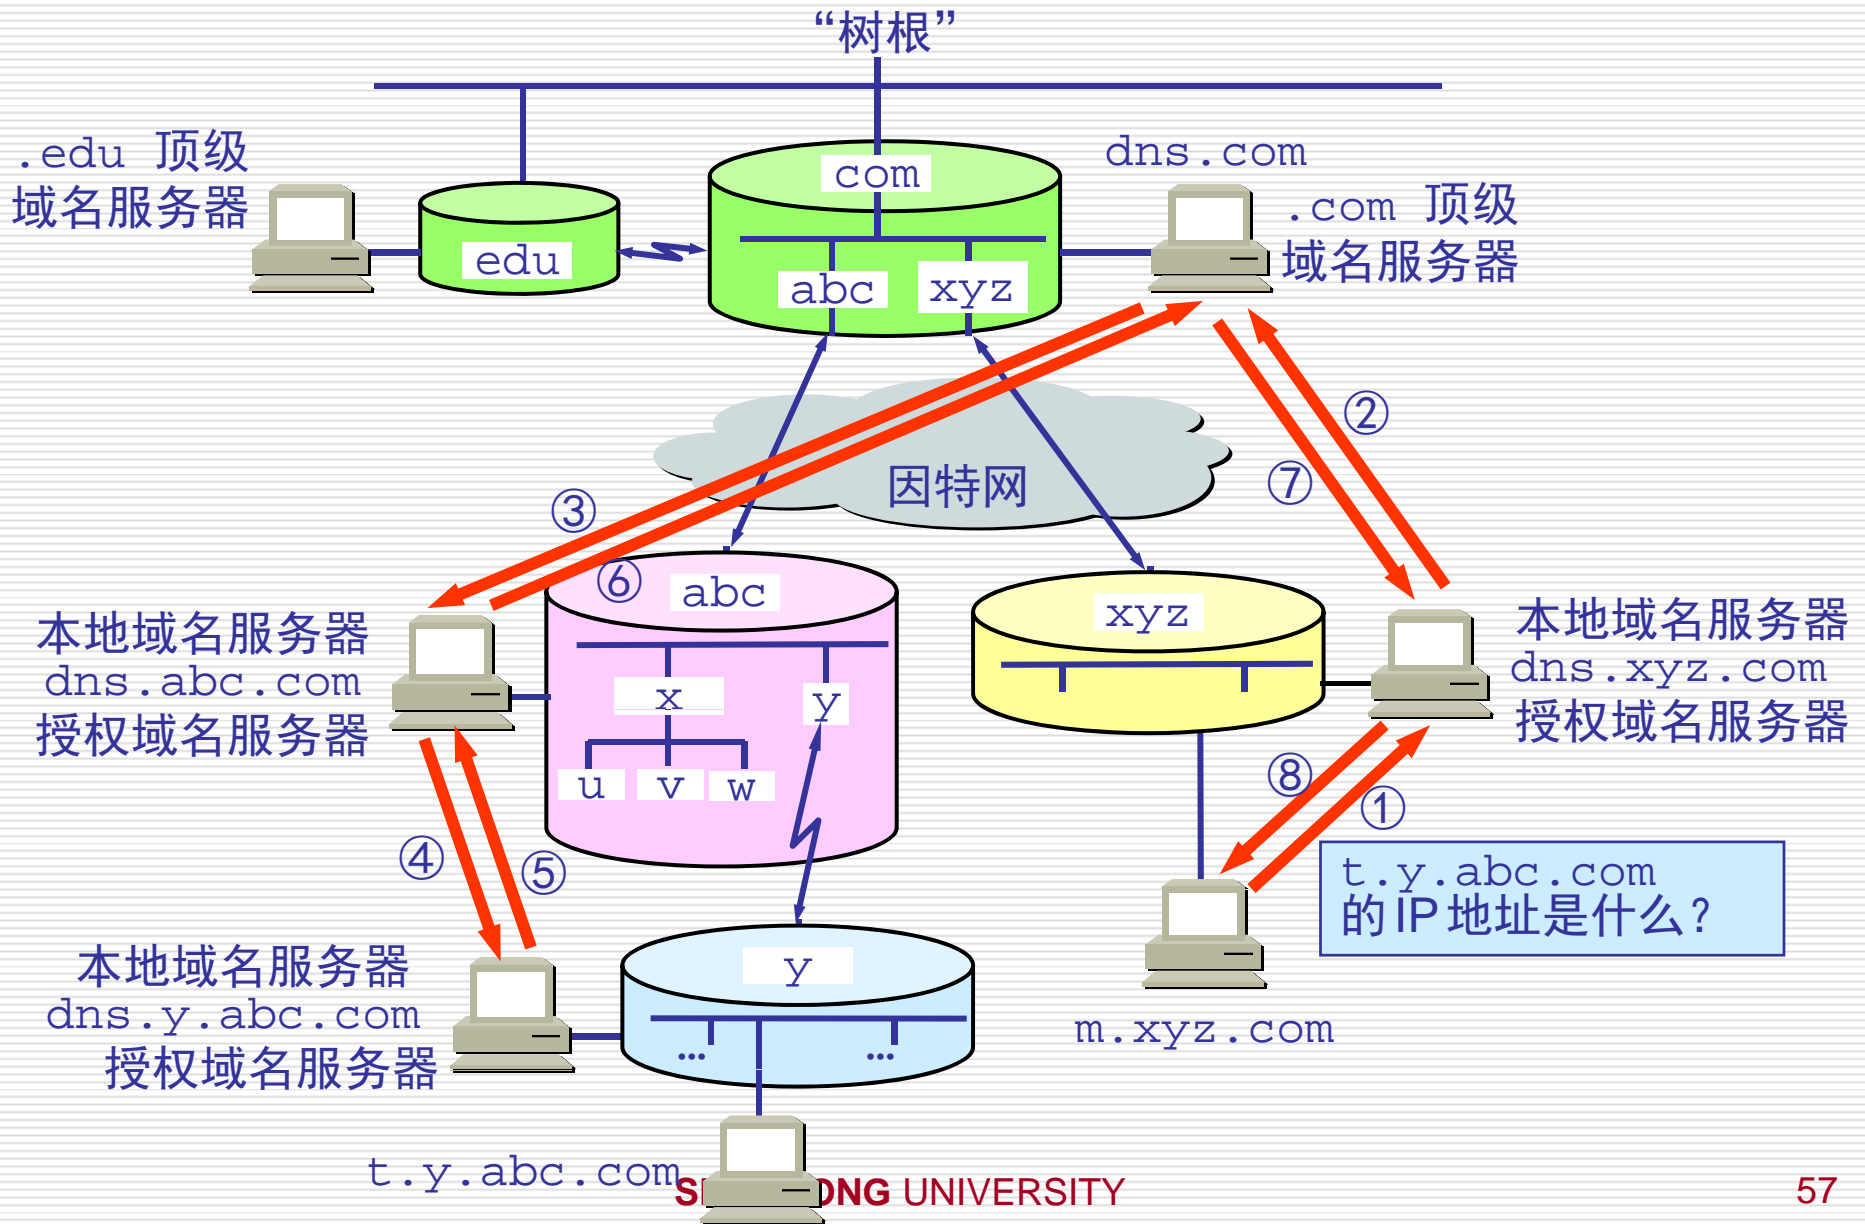 “树根”
.edu 顶级
域名服务器
com
dns.com
.com 顶级
域名服务器
edu
abc
xyz
②
⑦
因特网
③
⑥
abc
xyz
本地域名服务器
dns.abc.com
授权域名服务器
本地域名服务器
dns.xyz.com
授权域名服务器
x
y
u
v
w
⑧
①
④
⑤
t.y.abc.com
的IP地址是什么？
本地域名服务器
dns.y.abc.com
授权域名服务器
y
...
...
m.xyz.com
t.y.abc.com
UNIVERSITY
57